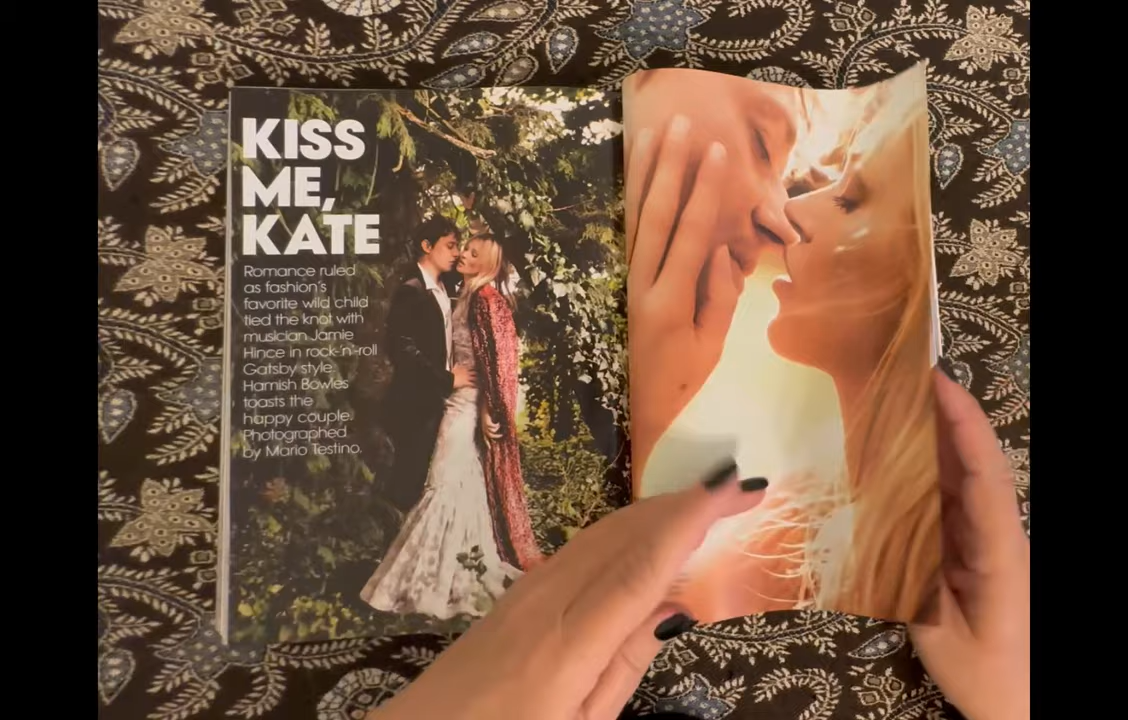 KISS
ME,
KATE
Romance ruled
as fashion's
favorite wild child
tied the knot with
musician Jamie
Hince in rock-'n'-roll
Gatsby style.
Hamish Bowles
toasts the
happy couple.
Photographed
by Mario Testino.